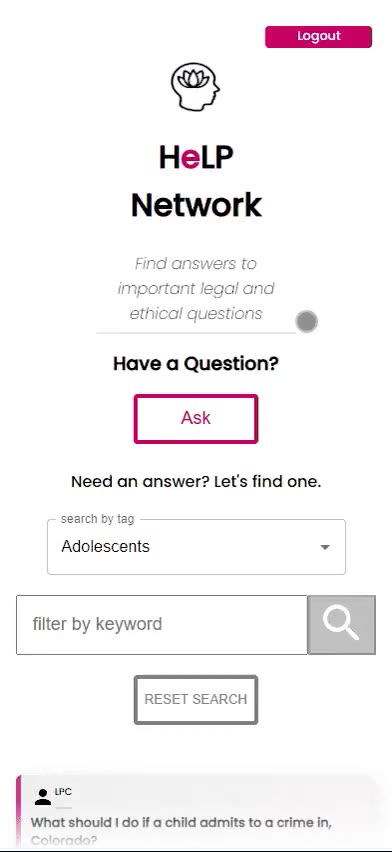 Logout
HeLP
Network
Find answers to
important legal and
ethical questions
Have a Question?
Ask
Need an answer? Let's find one.
search by tag
Adolescents
filter by keyword
RESET SEARCH
LPC
What should I do if a child admits to a crime in,
Colorado?